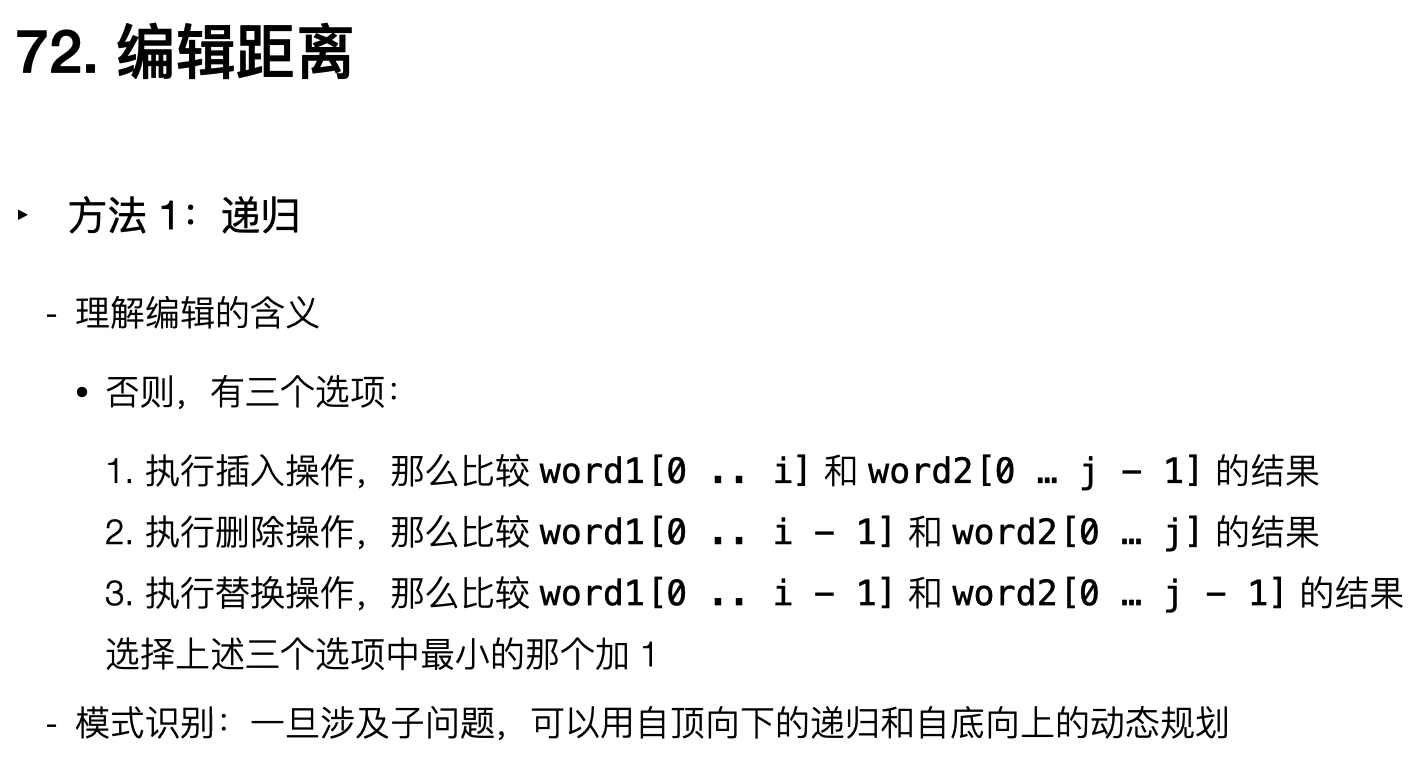 72. 编辑距离
‣ 方法 1：递归
- 理解编辑的含义
• 否则，有三个选项：
1. 执行插入操作，那么比较 word1[0 .. i] 和 word2[0 … j - 1] 的结果
2. 执行删除操作，那么比较 word1[0 .. i - 1] 和 word2[0 … j] 的结果
3. 执行替换操作，那么比较 word1[0 .. i - 1] 和 word2[0 … j - 1] 的结果
选择上述三个选项中最小的那个加 1
- 模式识别：一旦涉及子问题，可以用自顶向下的递归和自底向上的动态规划